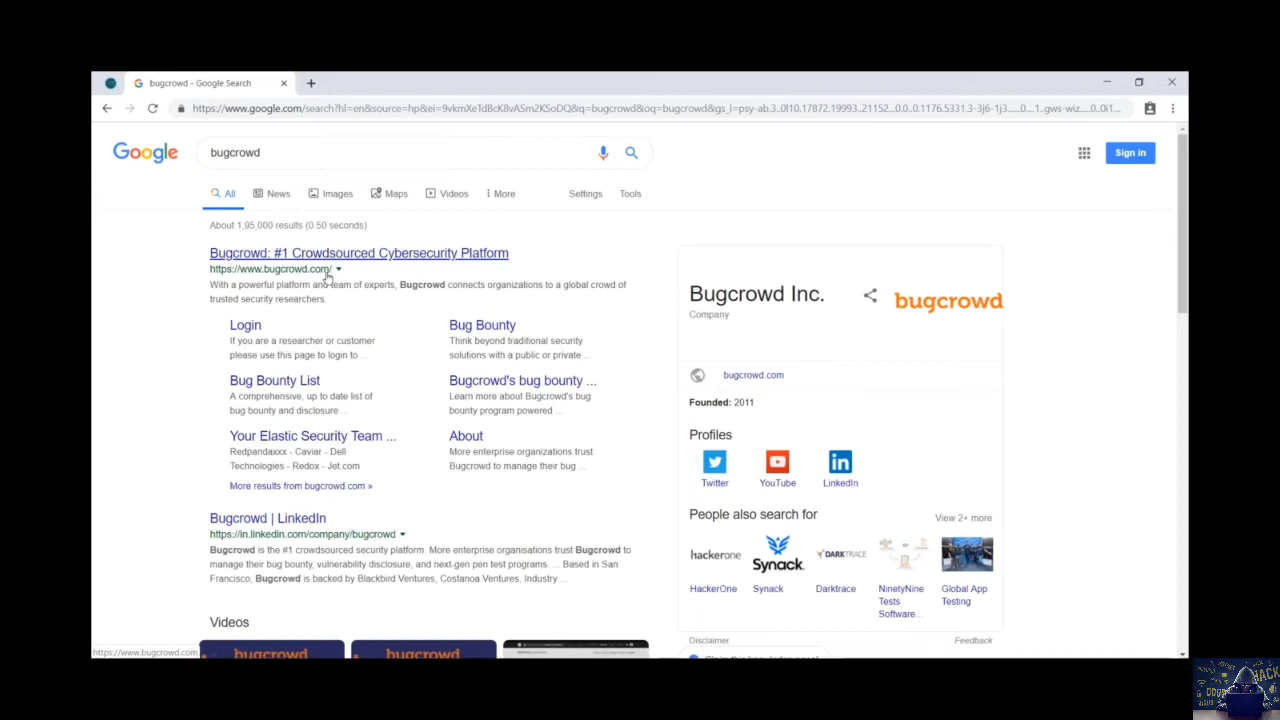 bugcrowd - Google Search
https://www.google.com/search?hl=en&source=hp&ei=9vkmXeTdBcK8vASm2KSoDQ&q=bugcrowd&oq=bugcrowd&gs_l=psy-ab.3..0l10.17872.19993..21152...0.0..0.1176.5331.3-3j6-1j3......0....1..gws-wiz.....0..0i1...
Google
bugcrowd
Sign in
All
News
Images
Maps
Videos
More
Settings
Tools
About 1,95,000 results (0.50 seconds)
Bugcrowd: #1 Crowdsourced Cybersecurity Platform
https://www.bugcrowd.com/
With a powerful platform and team of experts, Bugcrowd connects organizations to a global crowd of
trusted security researchers.
Login
If you are a researcher or customer
please use this page to login to ...
Bug Bounty
Think beyond traditional security
solutions with a public or private ...
Bug Bounty List
A comprehensive, up to date list of
bug bounty and disclosure ...
Bugcrowd's bug bounty ...
Learn more about Bugcrowd's bug
bounty program powered ...
Your Elastic Security Team ...
Redpandaxxx - Caviar - Dell
Technologies - Redox - Jet.com
About
More enterprise organizations trust
Bugcrowd to manage their bug ...
More results from bugcrowd.com »
Bugcrowd | LinkedIn
https://in.linkedin.com/company/bugcrowd
Bugcrowd is the #1 crowdsourced security platform. More enterprise organisations trust Bugcrowd to
manage their bug bounty, vulnerability disclosure, and next-gen pen test programs. ... Based in San
Francisco, Bugcrowd is backed by Blackbird Ventures, Costanoa Ventures, Industry ...
Videos
bugcrowd
bugcrowd
https://www.bugcrowd.com
Bugcrowd Inc.
Company
bugcrowd
bugcrowd.com
Founded: 2011
Profiles
Twitter
YouTube
LinkedIn
People also search for
View 2+ more
hackerone
Synack.
DARKTRACE
HackerOne
Synack
Darktrace
NinetyNine
Tests
Software...
Global App
Testing
Disclaimer
Feedback
Claim this knowledge panel
HACK